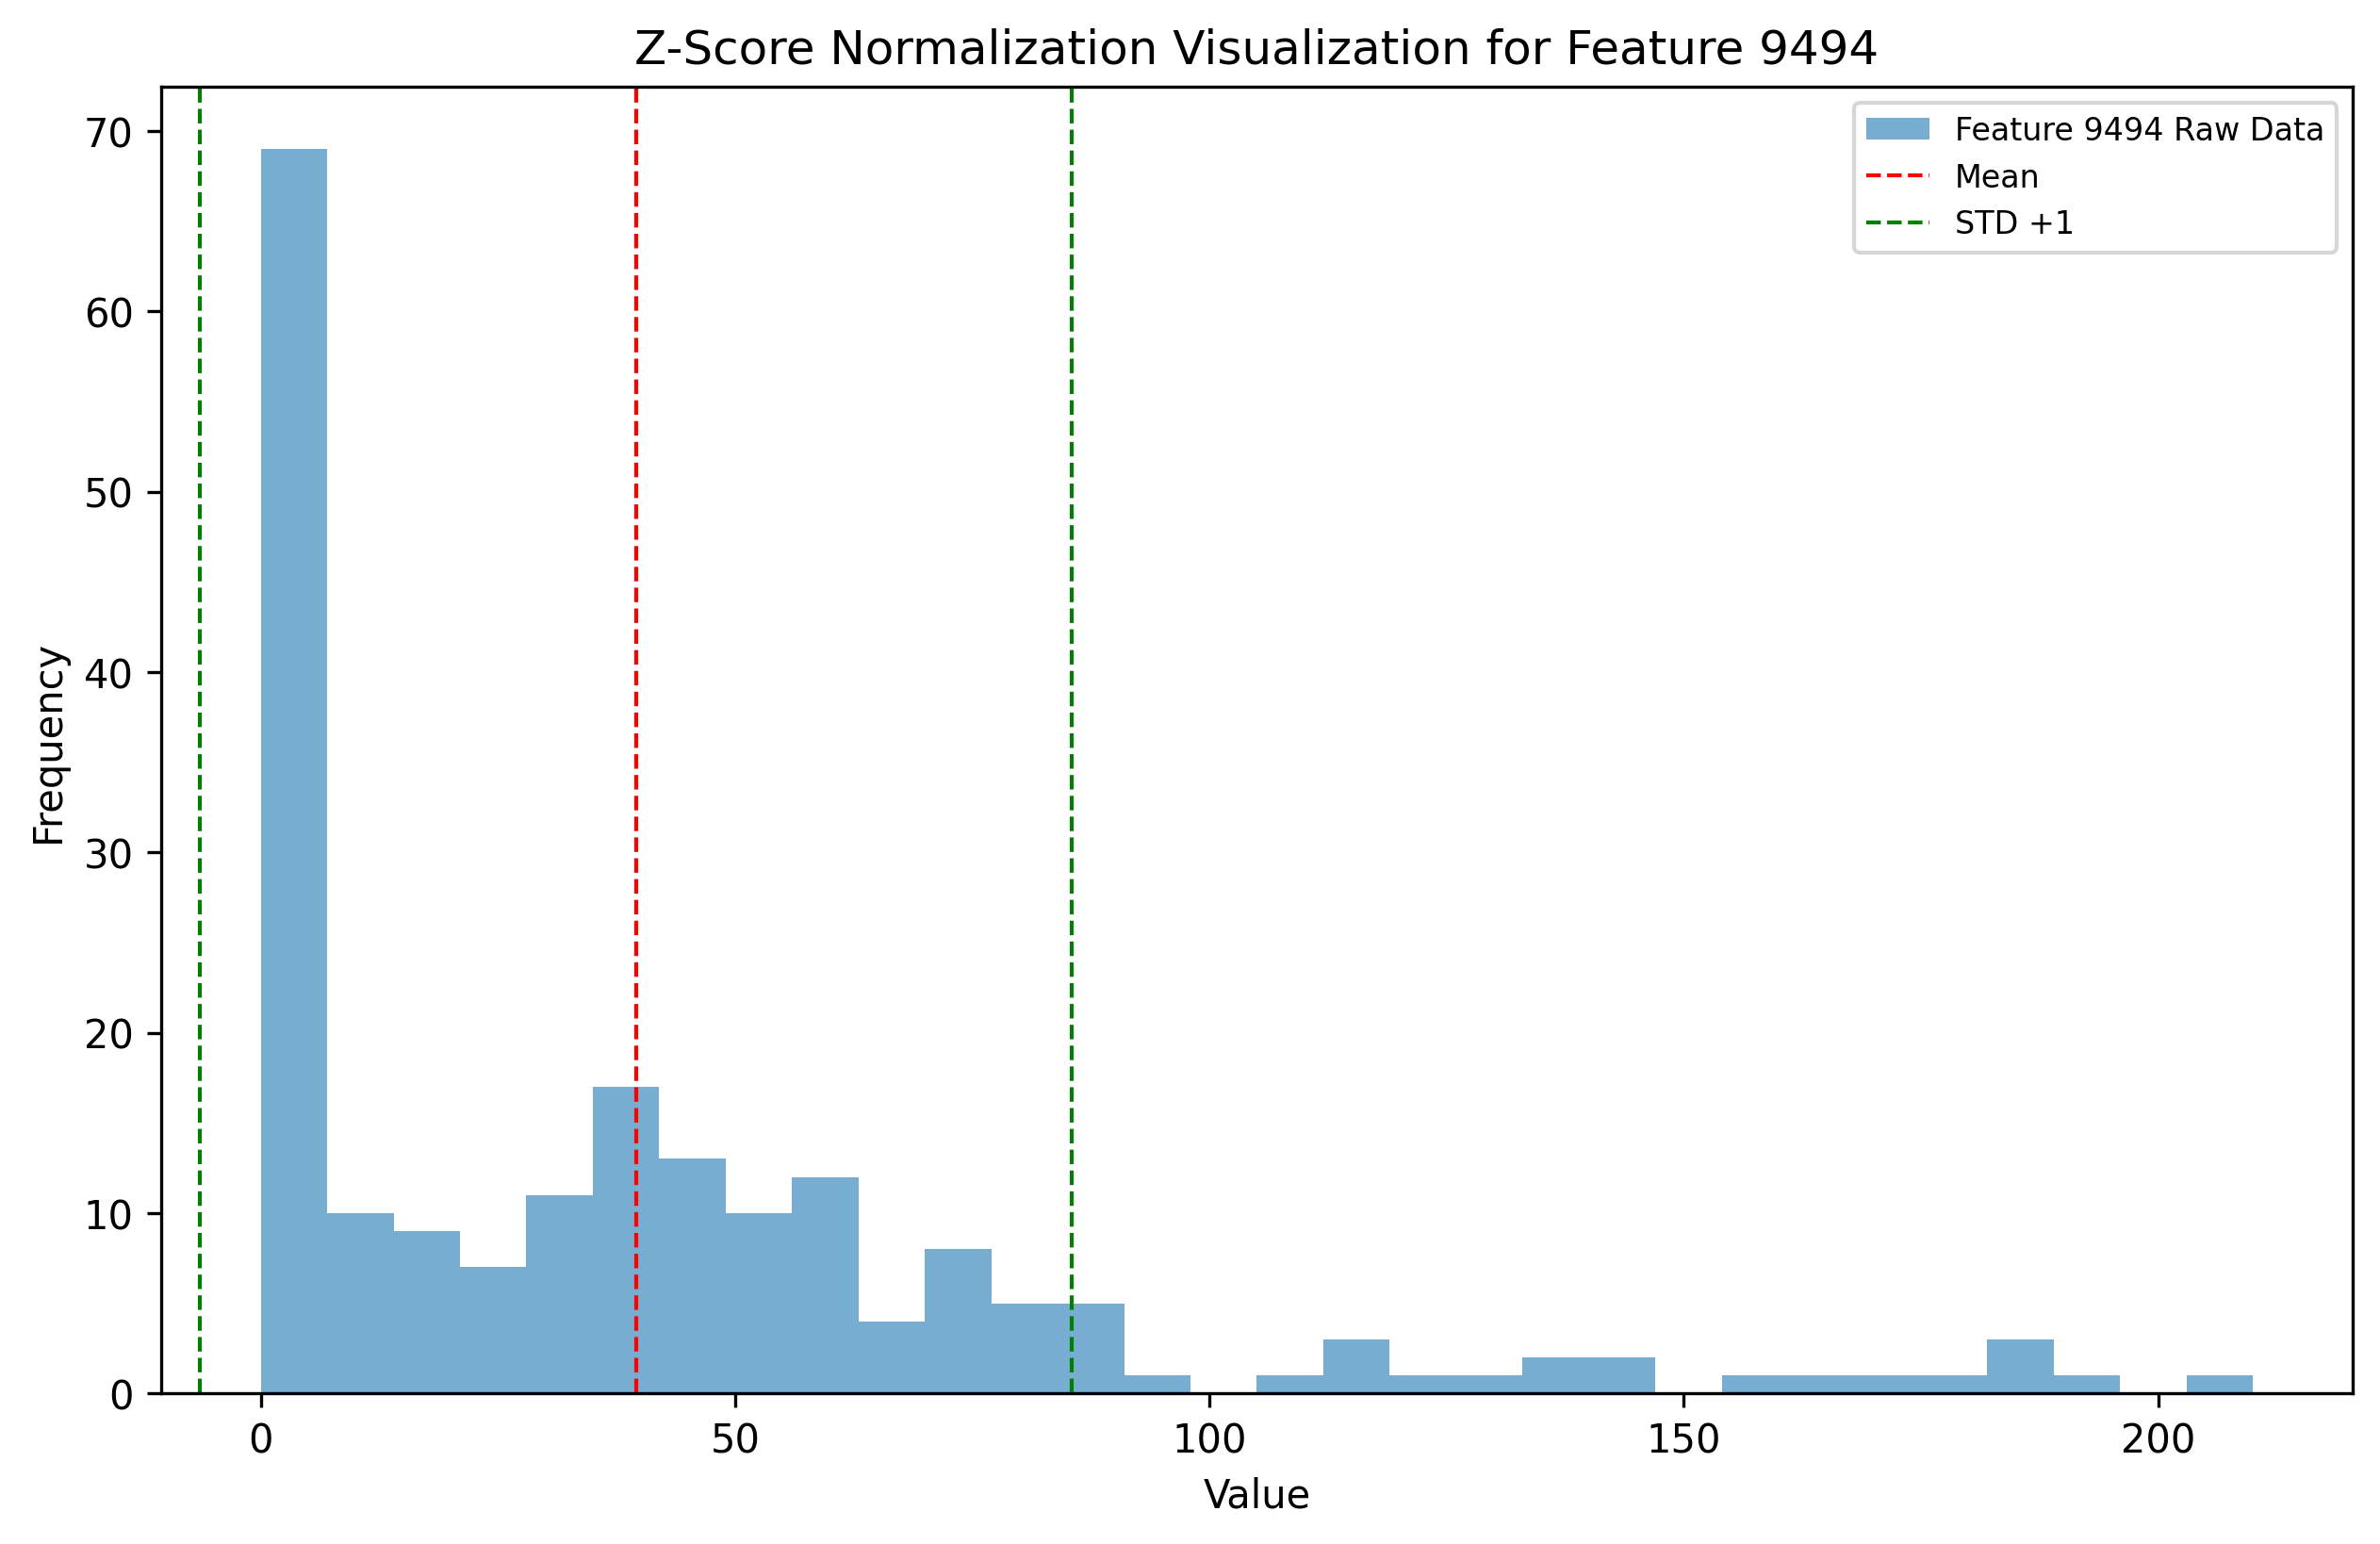 Z-Score Normalization Visualization for Feature 9494
Feature 9494 Raw Data
Mean
STD +1
70
60
50
40
30
20
10
0
Frequency
0
50
100
150
200
Value